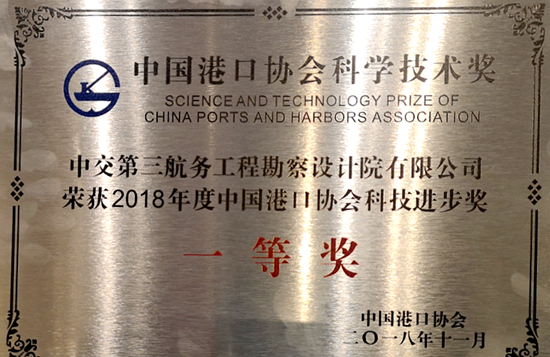 中国港口协会科学技术奖
SCIENCE AND TECHNOLOGY PRIZE OF
CHINA PORTS AND HARBORS ASSOCIATION
中交第三航务工程勘察设计院有限公司
荣获2018年度中国港口协会科技进步奖
一等奖
中国港口协会
二〇一八年十一月